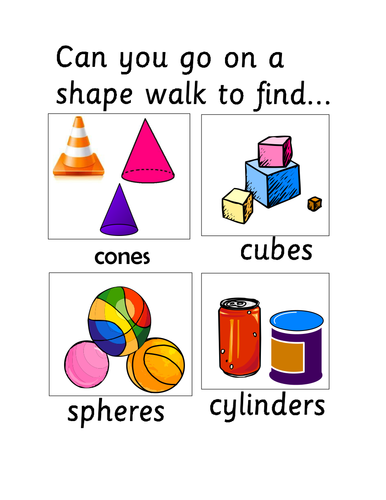 Can you go on a
shape walk to find...
cones
cubes
spheres
cylinders